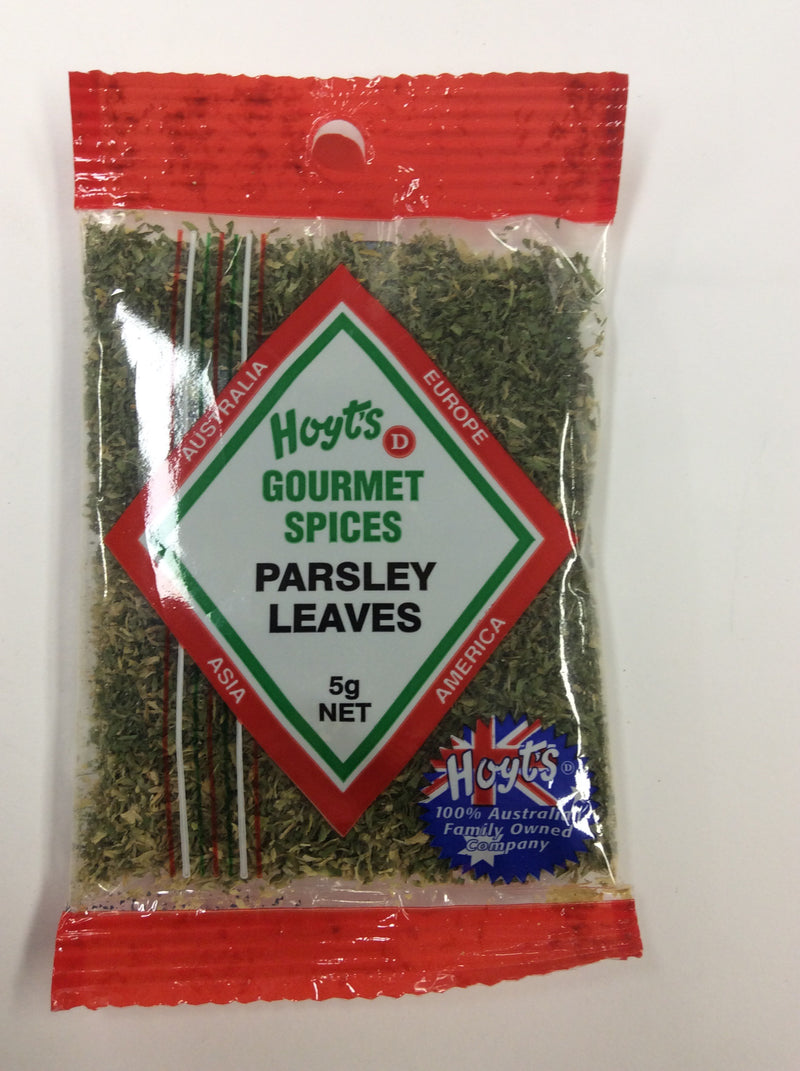 AUSTRALIA
EUROPE
Hoyt's D
GOURMET
SPICES
PARSLEY
LEAVES
5g
NET
ASIA
AMERICA
Hoyt's D
100% Australian
Family Owned
Company